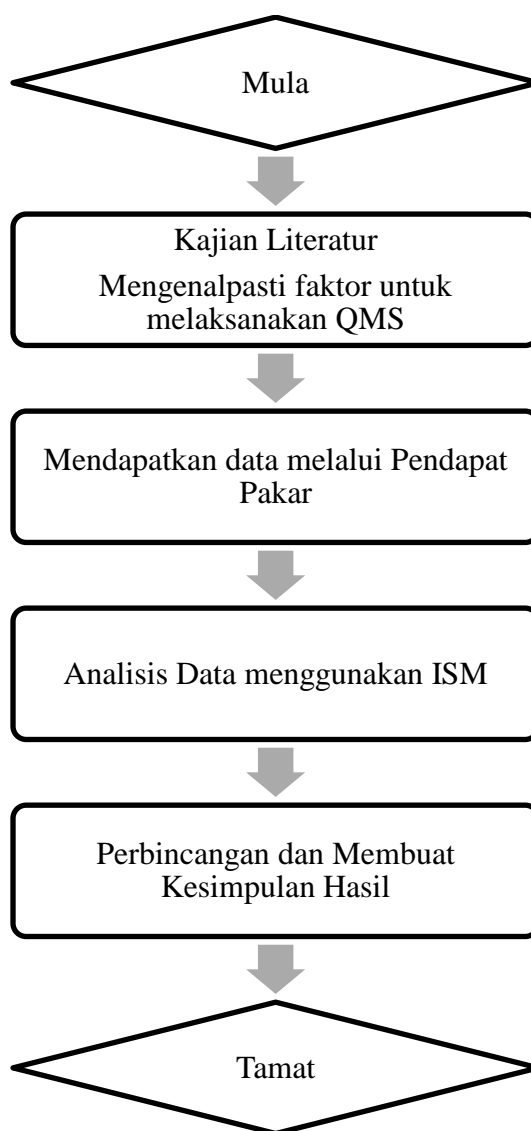 Mula
Kajian Literatur
Mengenalpasti faktor untuk
melaksanakan QMS
Mendapatkan data melalui Pendapat
Pakar
Analisis Data menggunakan ISM
Perbincangan dan Membuat
Kesimpulan Hasil
Tamat